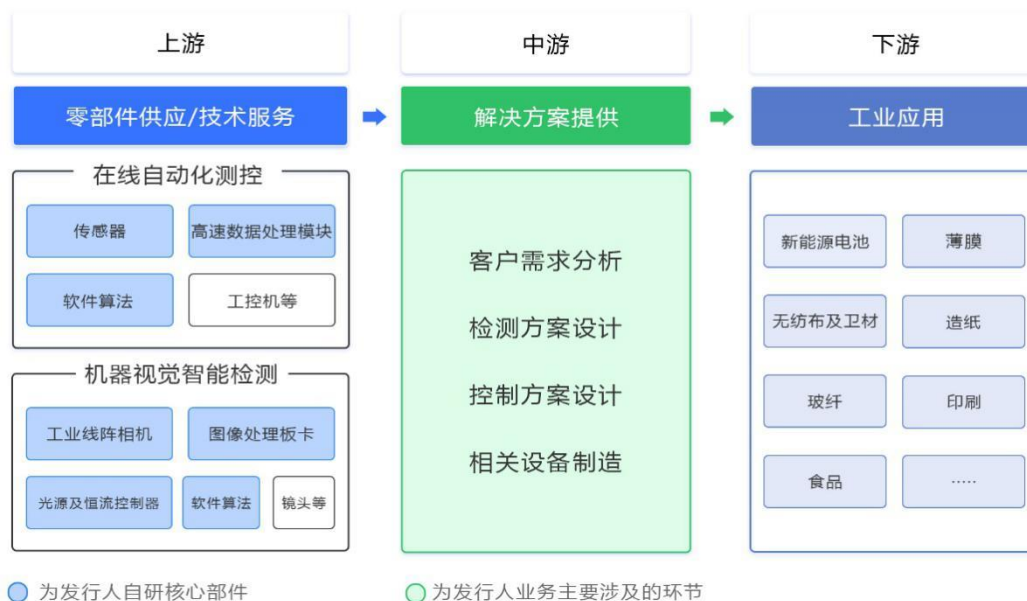 上游
中游
下游
零部件供应/技术服务
解决方案提供
工业应用
在线自动化测控
传感器
高速数据处理模块
软件算法
工控机等
机器视觉智能检测
工业线阵相机
图像处理板卡
光源及恒流控制器
软件算法
镜头等
客户需求分析
检测方案设计
控制方案设计
相关设备制造
新能源电池
薄膜
无纺布及卫材
造纸
玻纤
印刷
食品
.....
为发行人自研核心部件
为发行人业务主要涉及的环节